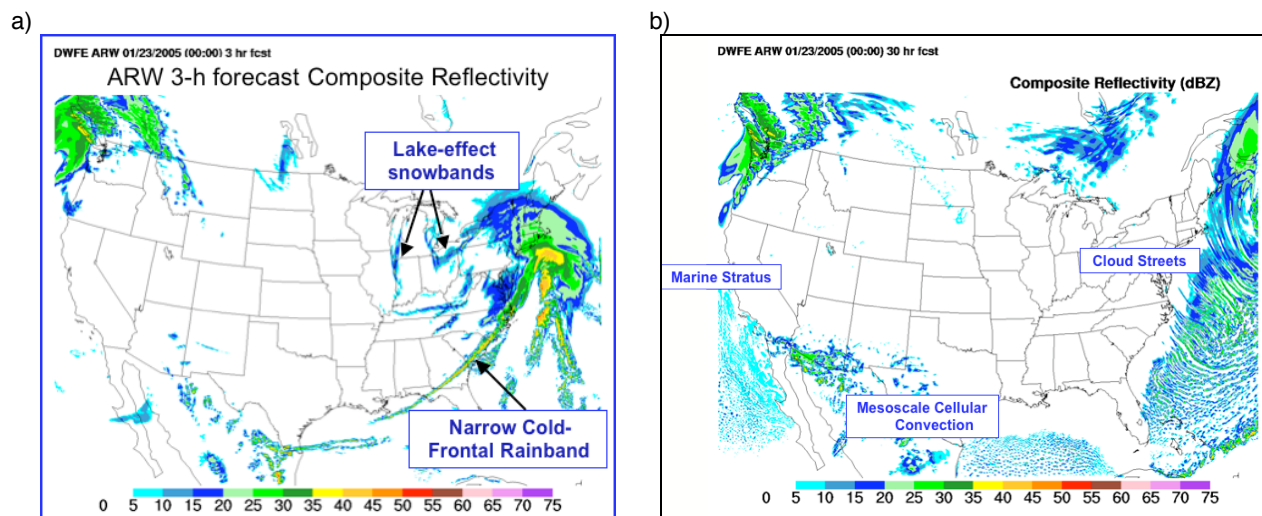 a)
DWFE ARW 01/23/2005 (00:00) 3 hr fcst
ARW 3-h forecast Composite Reflectivity
Lake-effect
snowbands
Narrow Cold-
Frontal Rainband
0 5 10 15 20 25 30 35 40 45 50 55 60 65 70 75
b)
DWFE ARW 01/23/2005 (00:00) 30 hr fcst
Composite Reflectivity (dBZ)
Cloud Streets
Marine Stratus
Mesoscale Cellular
Convection
0 5 10 15 20 25 30 35 40 45 50 55 60 65 70 75